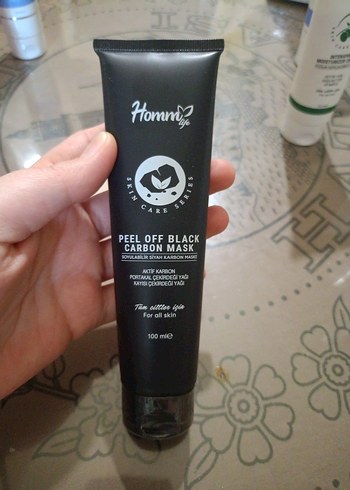 Homm
life
SKIN CARE SERIES
PEEL OFF BLACK
CARBON MASK
SOYULABİLİR SİYAH KARBON MASKE
AKTİF KARBON
PORTAKAL ÇEKİRDEĞİ YAĞI
KAYISI ÇEKİRDEĞİ YAĞI
Tüm ciltler için
For all skin
100 ml℮
INTENSIVE